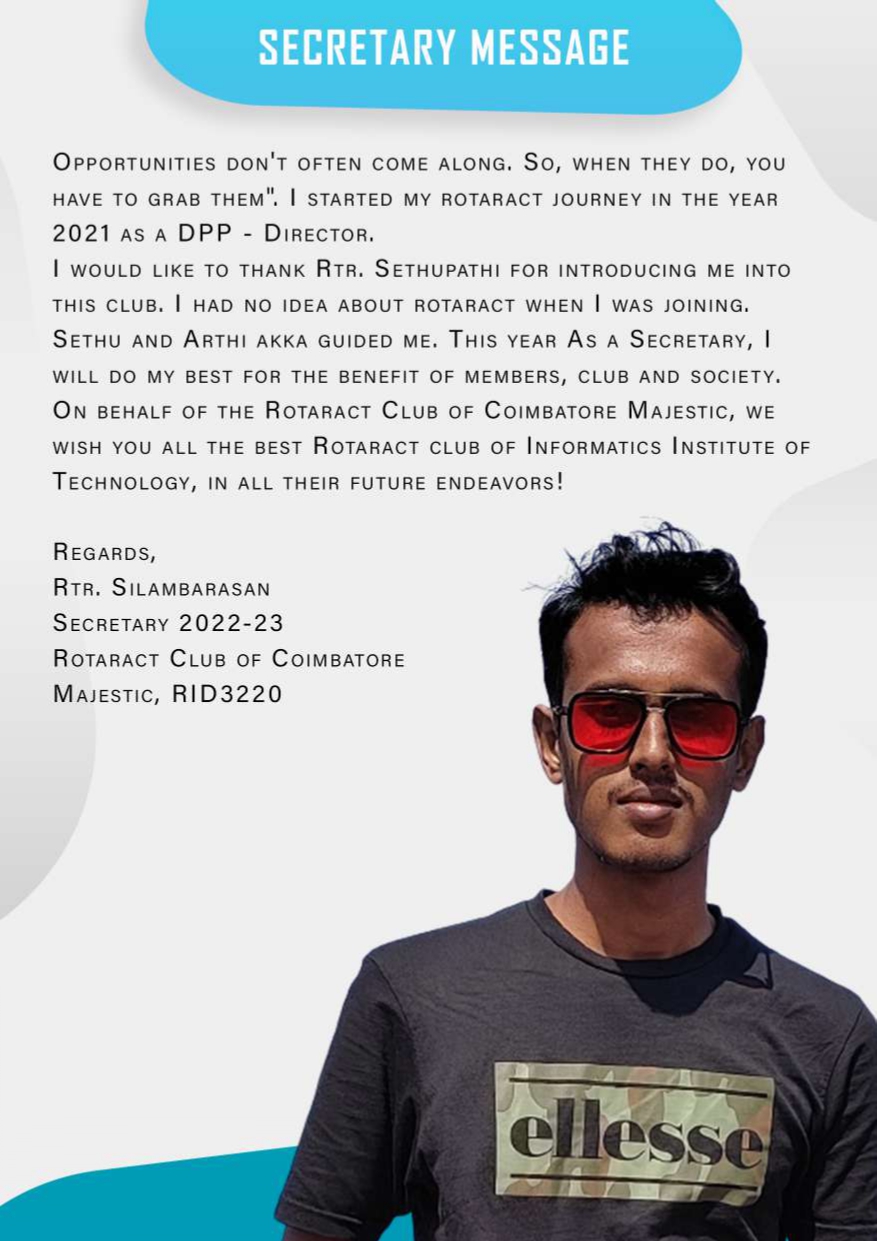 SECRETARY MESSAGE
Opportunities don't often come along. So, when they do, you
have to grab them". I started my rotaract journey in the year
2021 as a DPP - Director.
I would like to thank Rtr. Sethupathi for introducing me into
this club. I had no idea about rotaract when I was joining.
Sethu and Arthi akka guided me. This year As a Secretary, I
will do my best for the benefit of members, club and society.
On behalf of the Rotaract Club of Coimbatore Majestic, we
wish you all the best Rotaract club of Informatics Institute of
Technology, in all their future endeavors!
Regards,
Rtr. Silambarasan
Secretary 2022-23
Rotaract Club of Coimbatore
Majestic, RID3220
ellesse